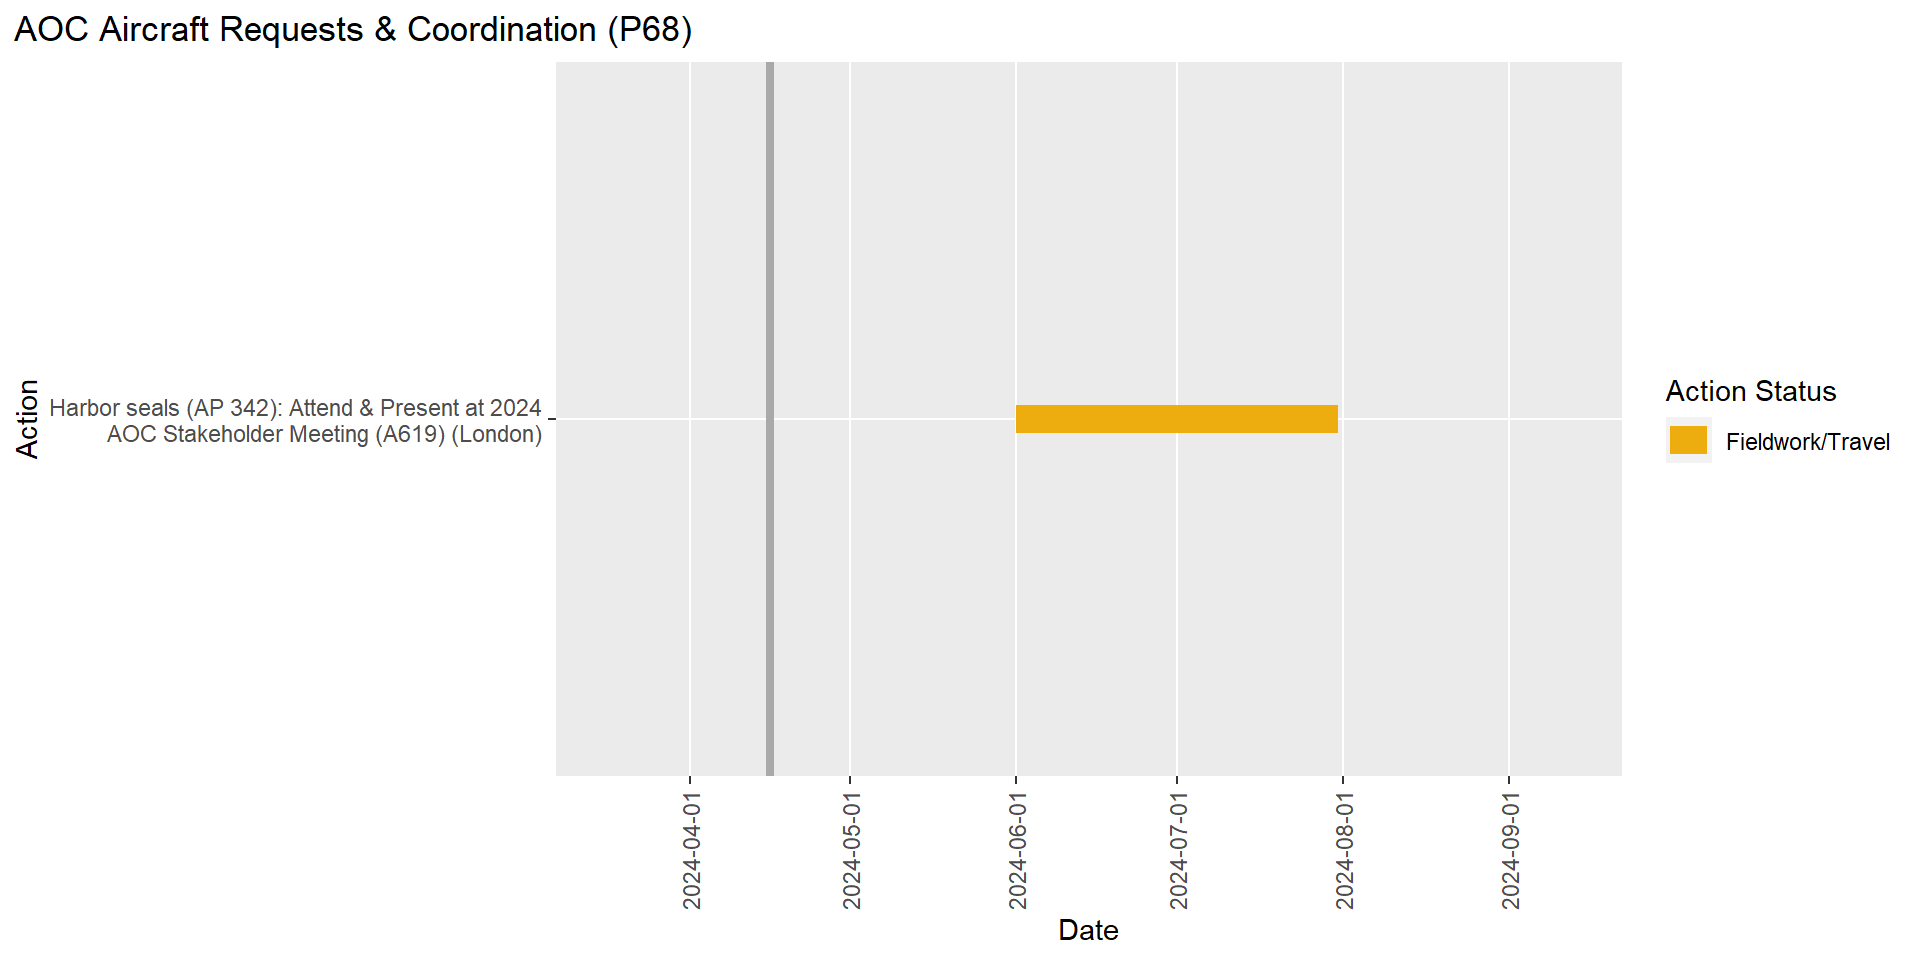 AOC Aircraft Requests & Coordination (P68)
Action
Harbor seals (AP 342): Attend & Present at 2024
AOC Stakeholder Meeting (A619) (London)
Action Status
Fieldwork/Travel
2024-04-01
2024-05-01
2024-06-01
2024-07-01
2024-08-01
2024-09-01
Date